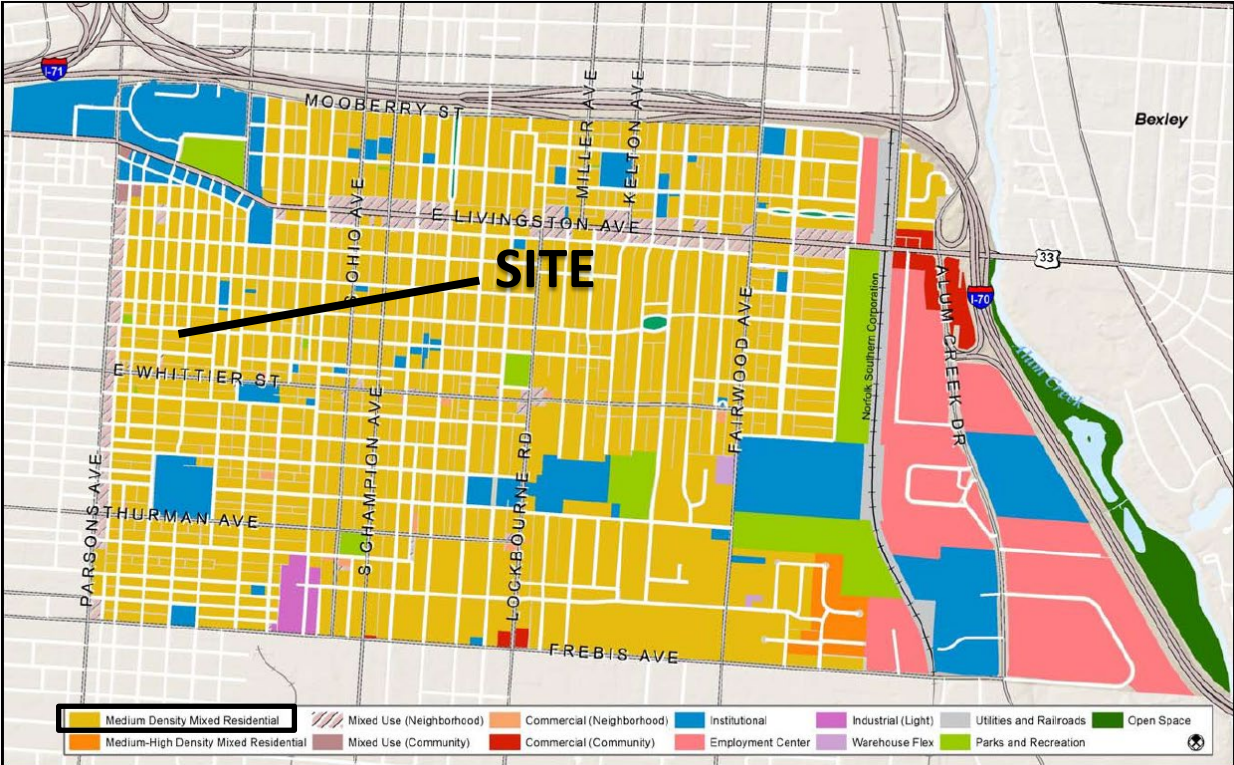 I-71
MOOBERRY ST
MILLER AVE
KELTON AVE
Bexley
S OHIO AVE
E LIVINGSTON AVE
33
SITE
I-70
ALUM CREEK DR
Norfolk Southern Corporation
FAIRWOOD AVE
Alum Creek
E WHITTIER ST
S CHAMPION AVE
LOCKBOURNE RD
PARSONS AVE
THURMAN AVE
FREBIS AVE
Medium Density Mixed Residential
Mixed Use (Neighborhood)
Commercial (Neighborhood)
Institutional
Industrial (Light)
Utilities and Railroads
Open Space
Medium-High Density Mixed Residential
Mixed Use (Community)
Commercial (Community)
Employment Center
Warehouse Flex
Parks and Recreation